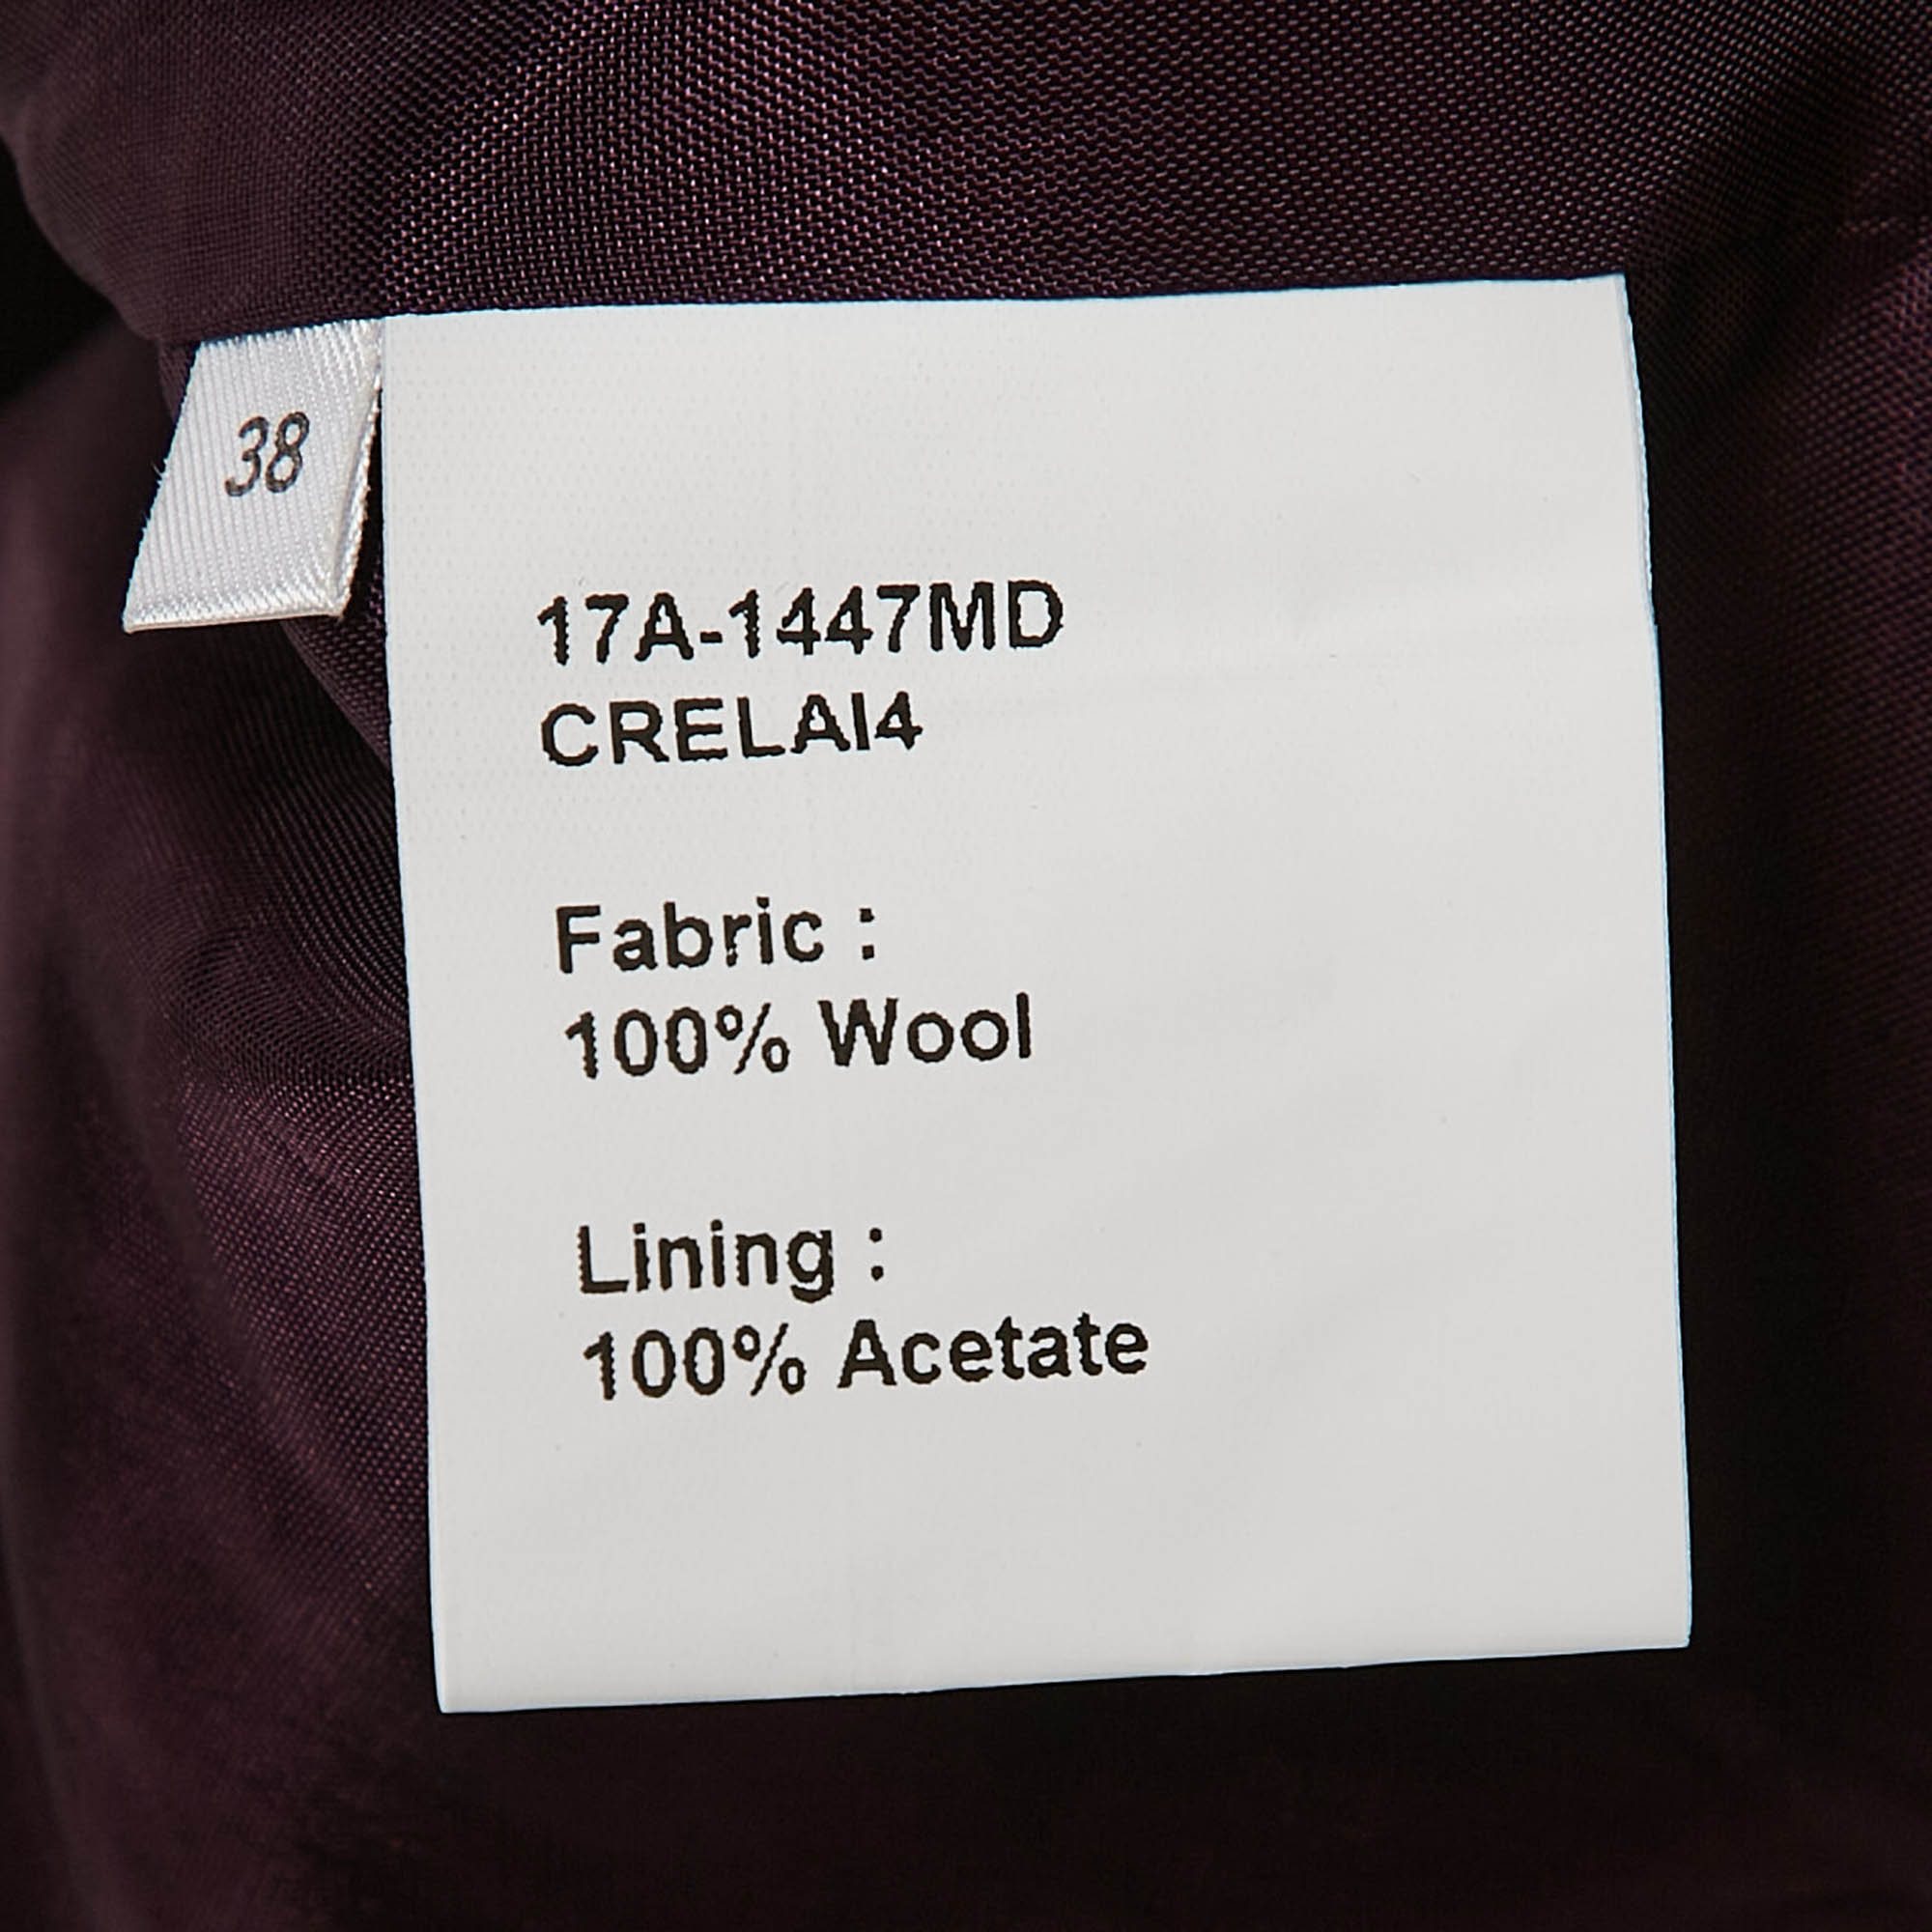 38
17A-1447MD
CRELAI4
Fabric :
100% Wool
Lining :
100% Acetate